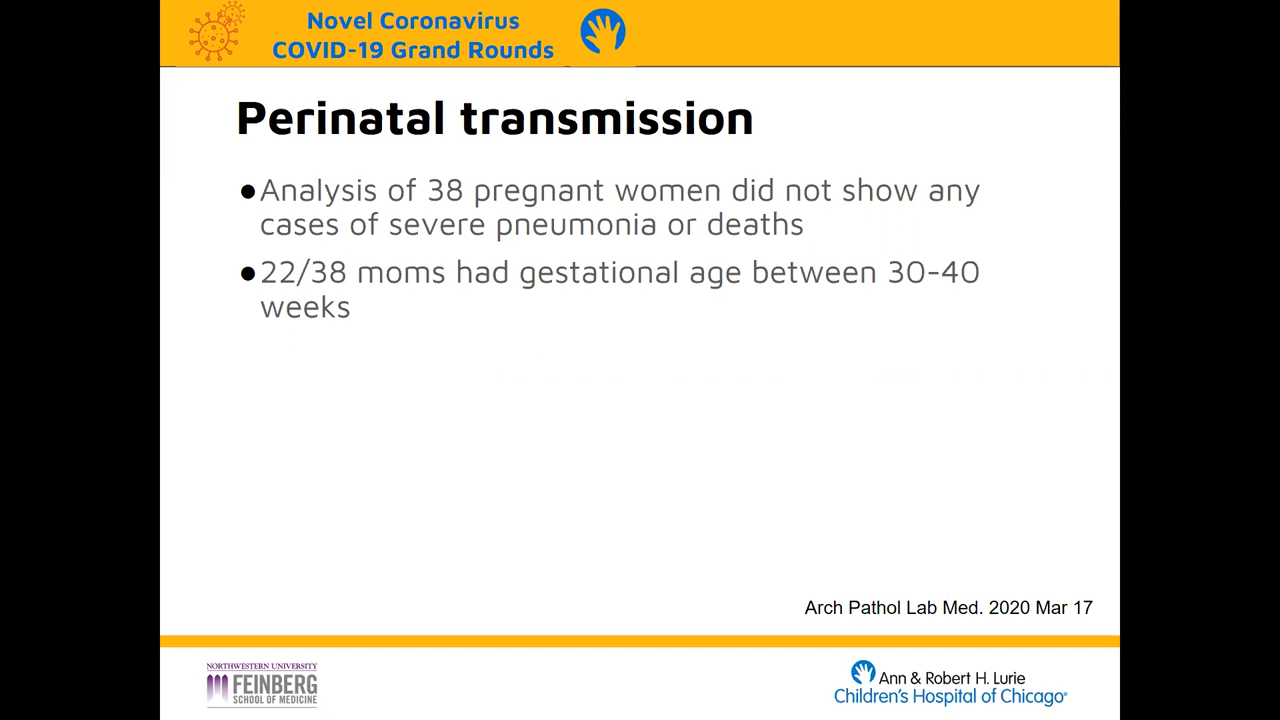 Novel Coronavirus
COVID-19 Grand Rounds
Perinatal transmission
●Analysis of 38 pregnant women did not show any
cases of severe pneumonia or deaths
●22/38 moms had gestational age between 30-40
weeks
Arch Pathol Lab Med. 2020 Mar 17
NORTHWESTERN UNIVERSITY
FEINBERG
SCHOOL OF MEDICINE
Ann & Robert H. Lurie
Children's Hospital of Chicago®